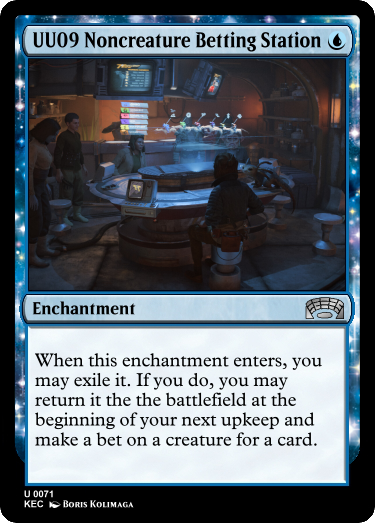 UU09 Noncreature Betting Station
Enchantment
When this enchantment enters, you
may exile it. If you do, you may
return it the the battlefield at the
beginning of your next upkeep and
make a bet on a creature for a card.
U 0071
KEC Boris Kolimaga